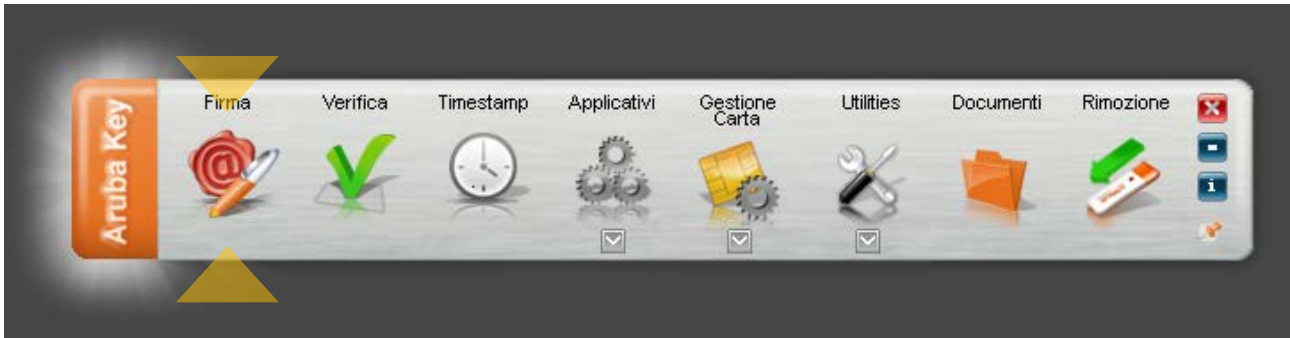 Aruba Key
Firma
Verifica
Timestamp
Applicativi
Gestione
Carta
Utilities
Documenti
Rimozione